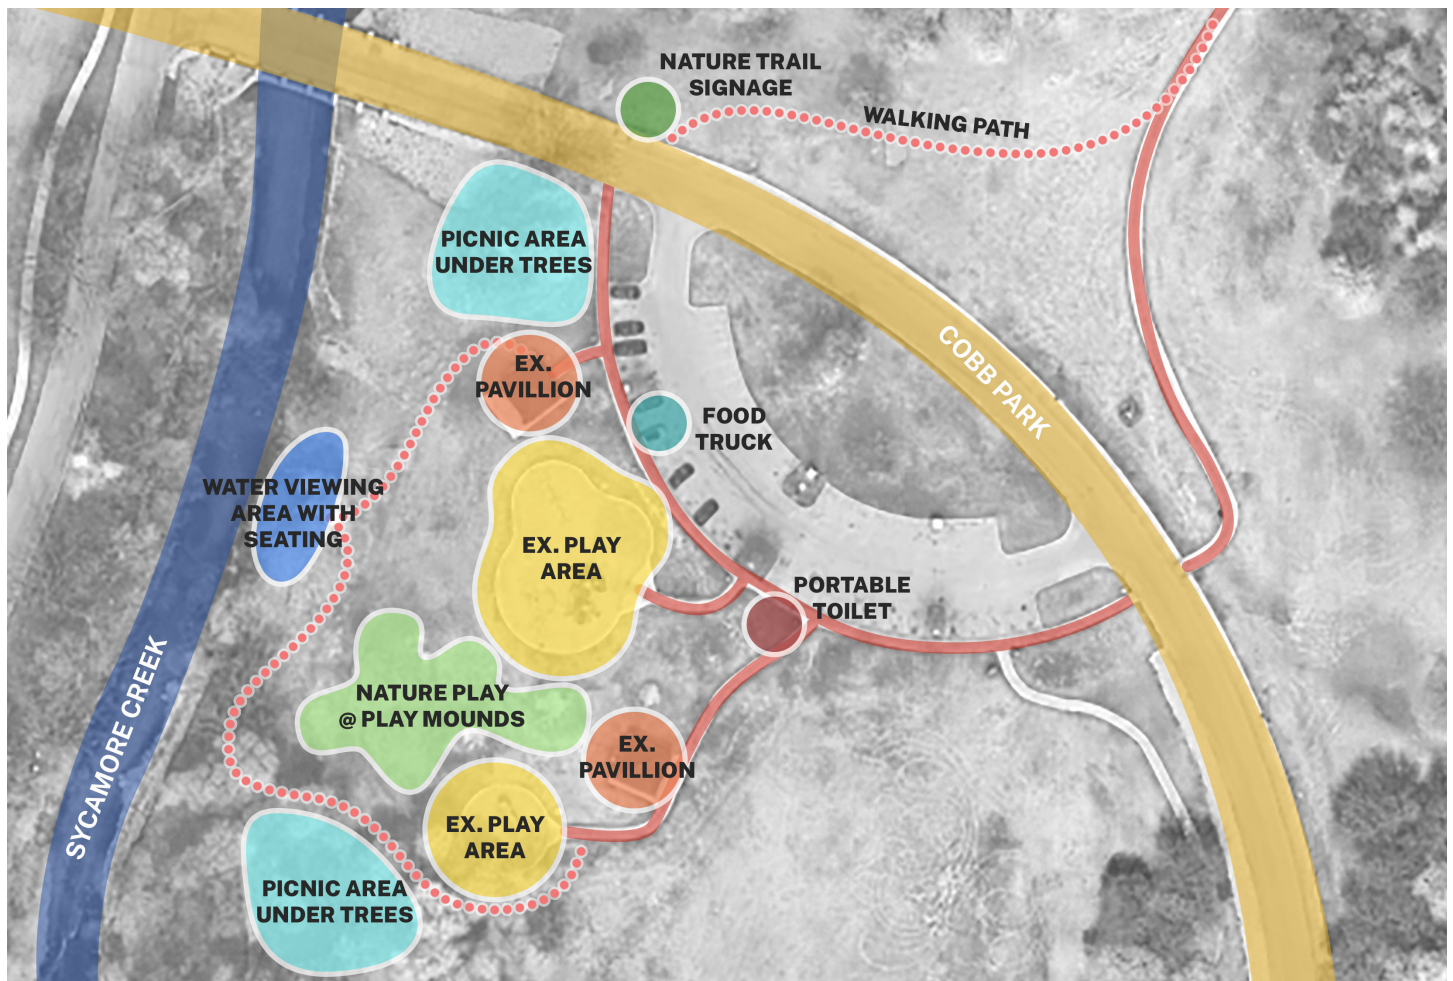 NATURE TRAIL
SIGNAGE
WALKING PATH
PICNIC AREA
UNDER TREES
COBB PARK
EX.
PAVILLION
FOOD
TRUCK
WATER VIEWING
AREA WITH
SEATING
EX. PLAY
AREA
PORTABLE
TOILET
SYCAMORE CREEK
NATURE PLAY
@ PLAY MOUNDS
EX.
PAVILLION
EX. PLAY
AREA
PICNIC AREA
UNDER TREES